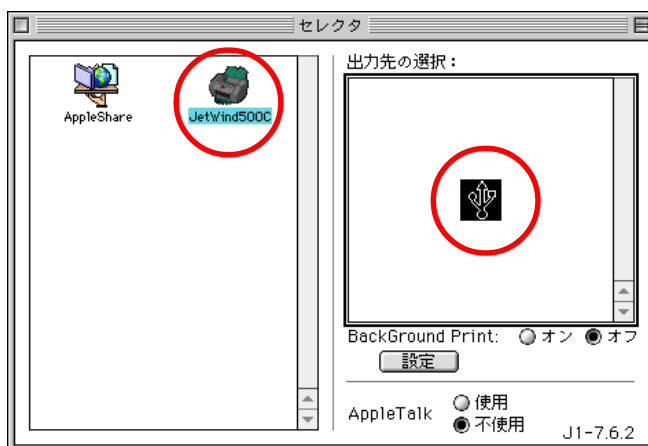 セレクタ
AppleShare
JetWind500C
出力先の選択：
BackGround Print: オン オフ
設定
AppleTalk 使用
不使用
J1-7.6.2